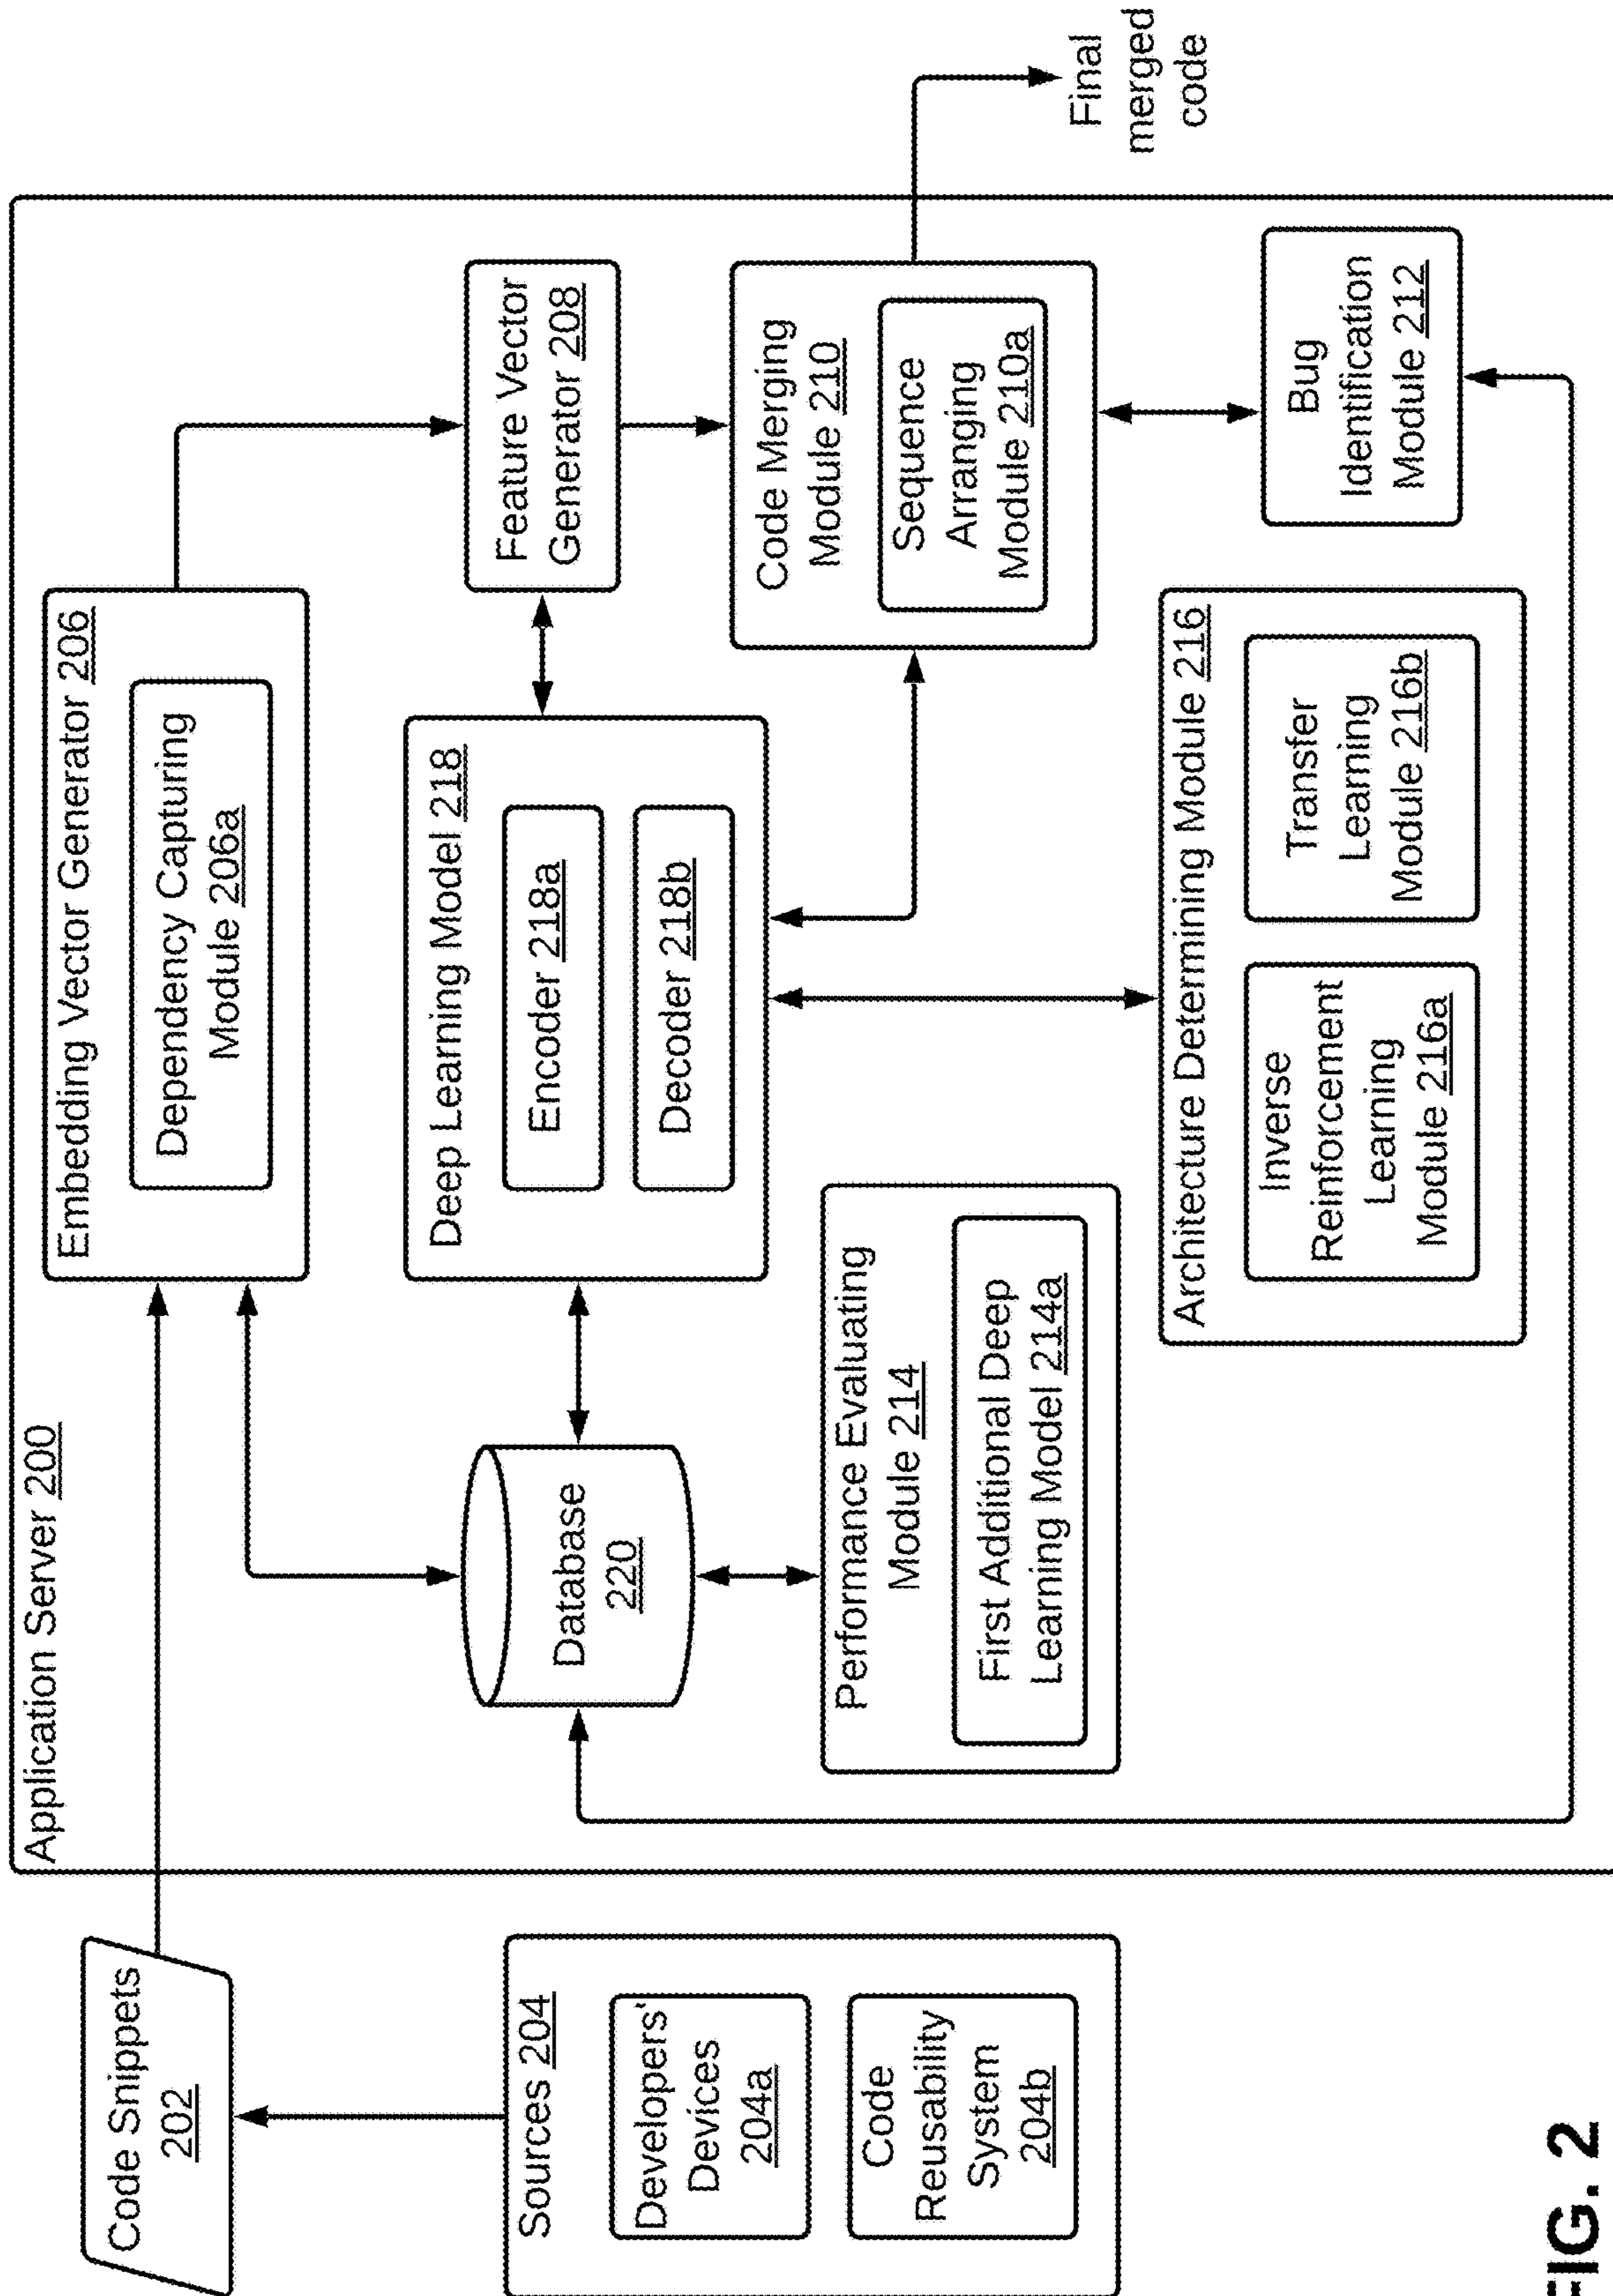 Code Snippets
202
Sources 204
Developers'
Devices
204a
Code
Reusability
System
204b
Application Server 200
Embedding Vector Generator 206
Dependency Capturing
Module 206a
Database
220
Deep Learning Model 218
Encoder 218a
Decoder 218b
Feature Vector
Generator 208
Performance Evaluating
Module 214
First Additional Deep
Learning Model 214a
Code Merging
Module 210
Sequence
Arranging
Module 210a
Architecture Determining Module 216
Inverse
Reinforcement
Learning
Module 216a
Transfer
Learning
Module 216b
Bug
Identification
Module 212
Final
merged
code
FIG. 2